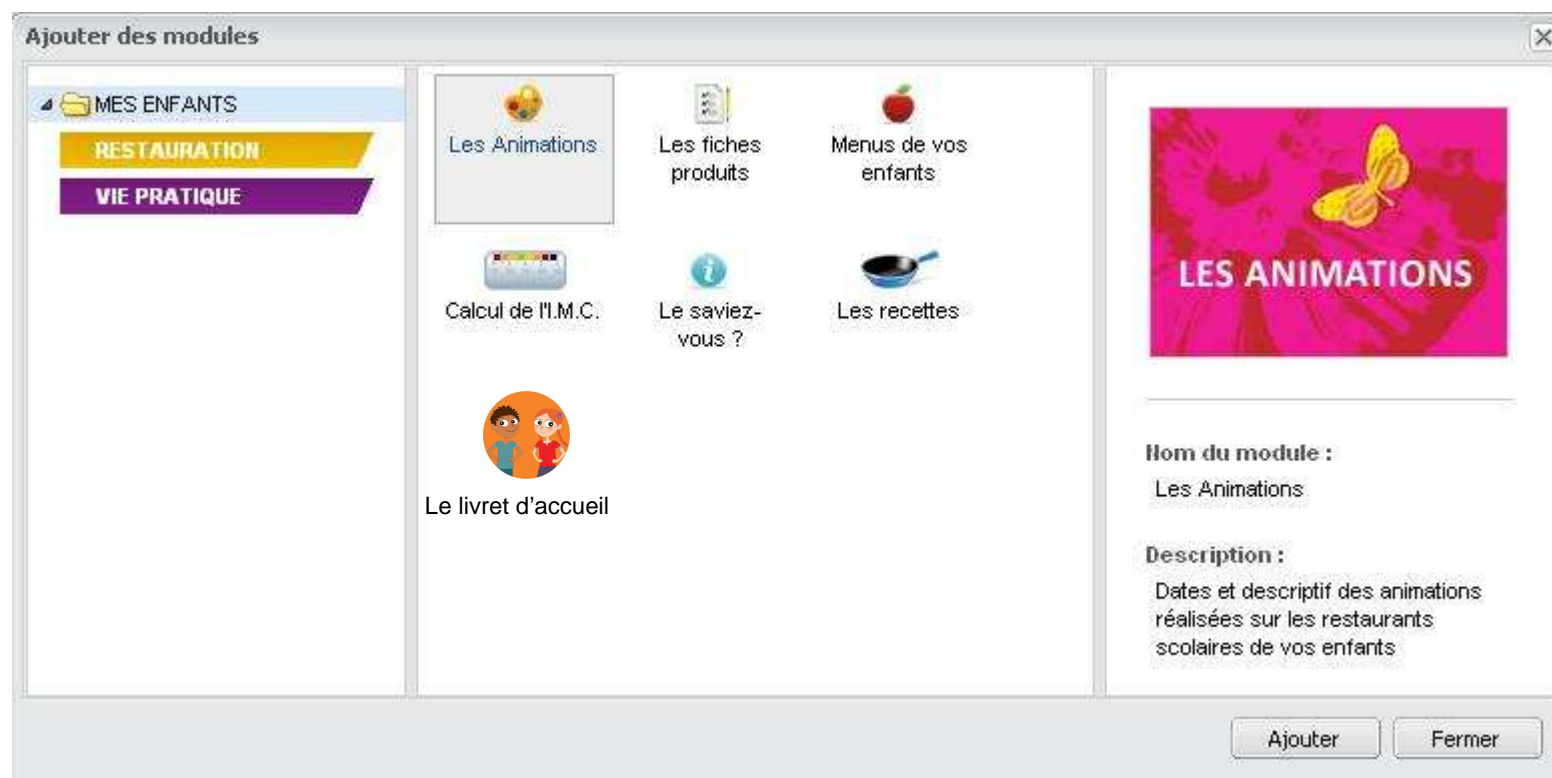 Ajouter des modules
MES ENFANTS
RESTAURATION
VIE PRATIQUE
Les Animations
Les fiches
produits
Menus de vos
enfants
Calcul de l'I.M.C.
Le saviez-
vous ?
Les recettes
Le livret d’accueil
LES ANIMATIONS
Nom du module :
Les Animations
Description :
Dates et descriptif des animations
réalisées sur les restaurants
scolaires de vos enfants
Ajouter
Fermer